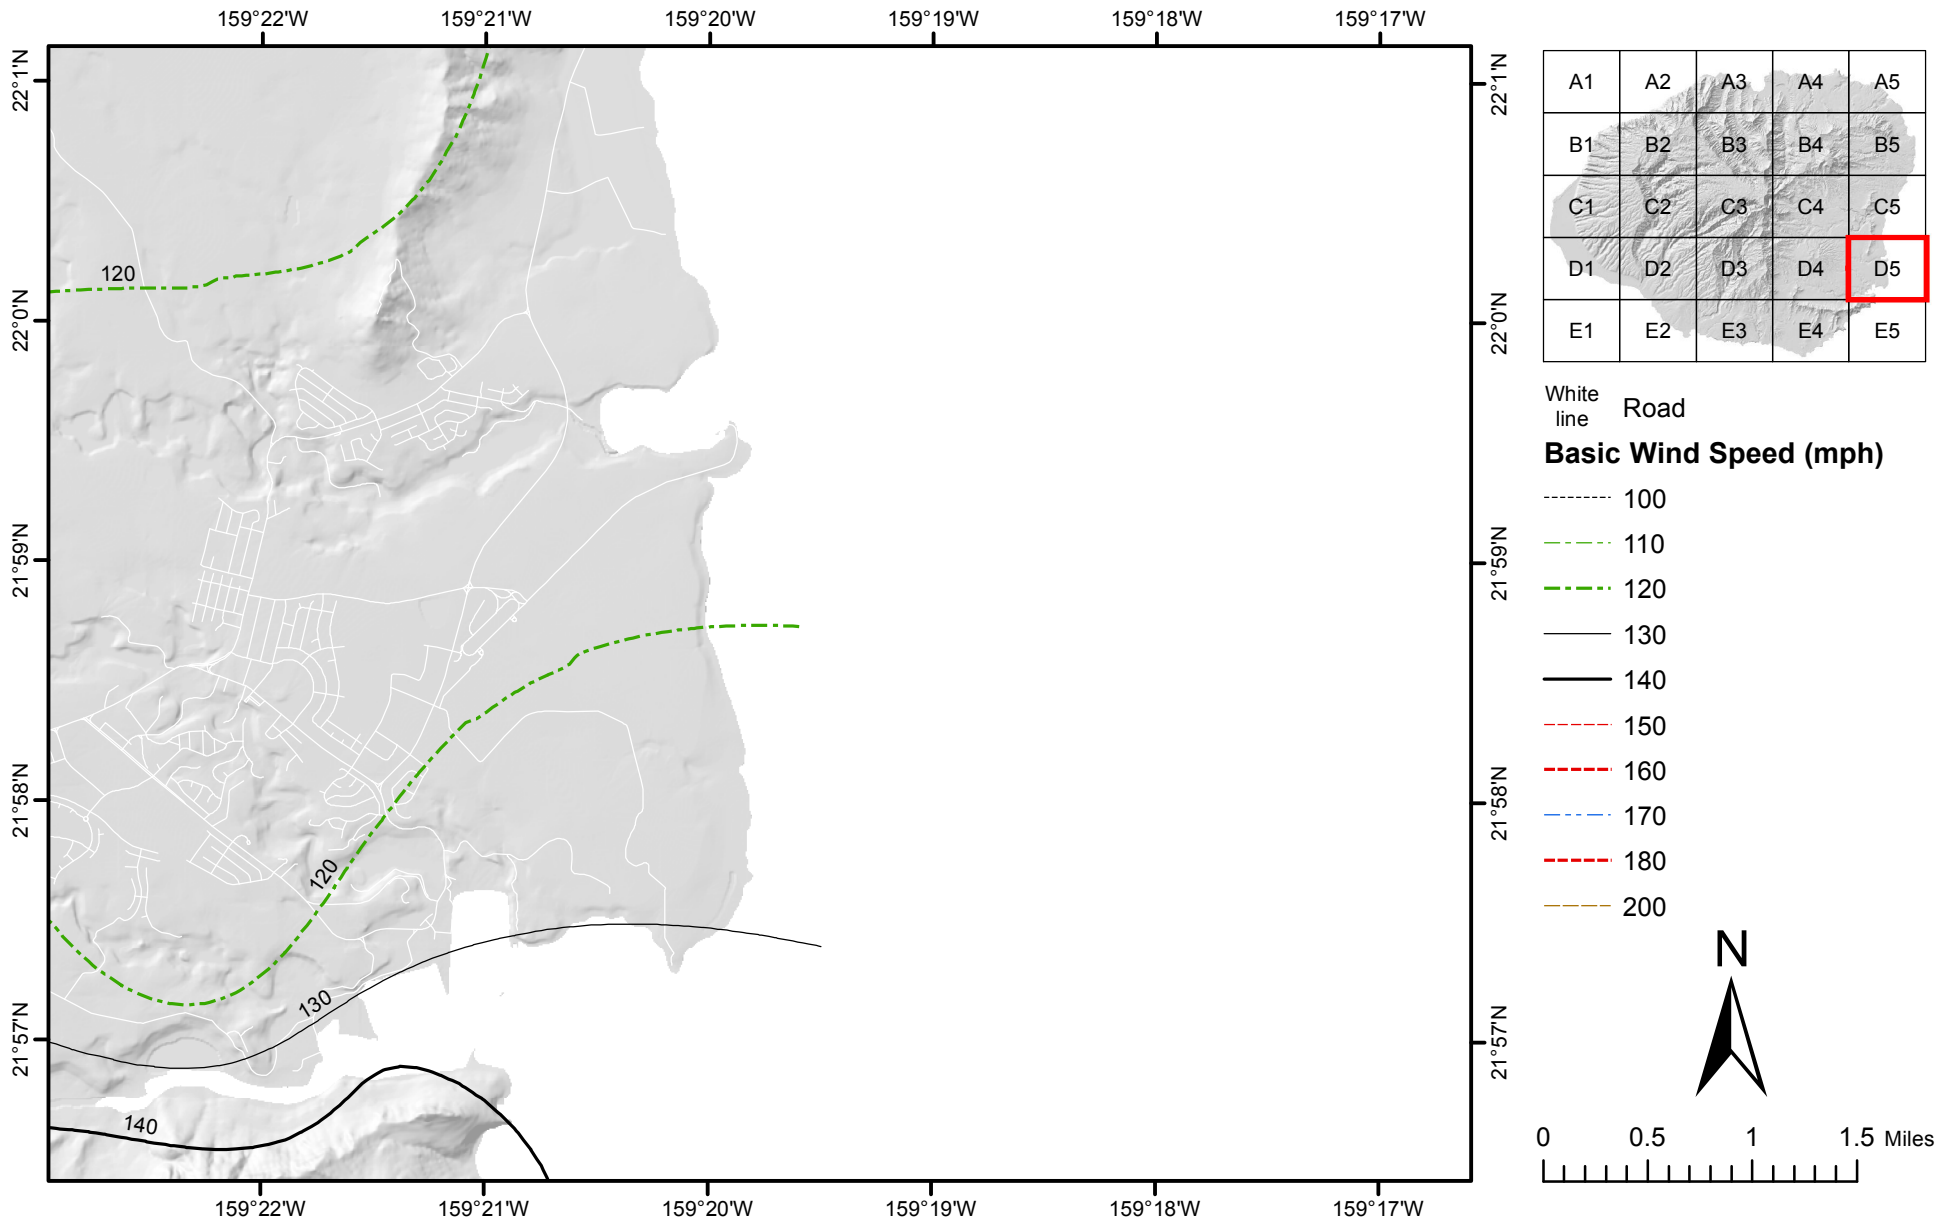 159°22'W 159°21'W 159°20'W 159°19'W 159°18'W 159°17'W
22°1'N
22°0'N
21°59'N
21°58'N
21°57'N
120
120
130
140
22°1'N
22°0'N
21°59'N
21°58'N
21°57'N
159°22'W 159°21'W 159°20'W 159°19'W 159°18'W 159°17'W
A1 A2 A3 A4 A5
B1 B2 B3 B4 B5
C1 C2 C3 C4 C5
D1 D2 D3 D4 D5
E1 E2 E3 E4 E5
White
line
Road
Basic Wind Speed (mph)
100
110
120
130
140
150
160
170
180
200
N
0 0.5 1 1.5 Miles